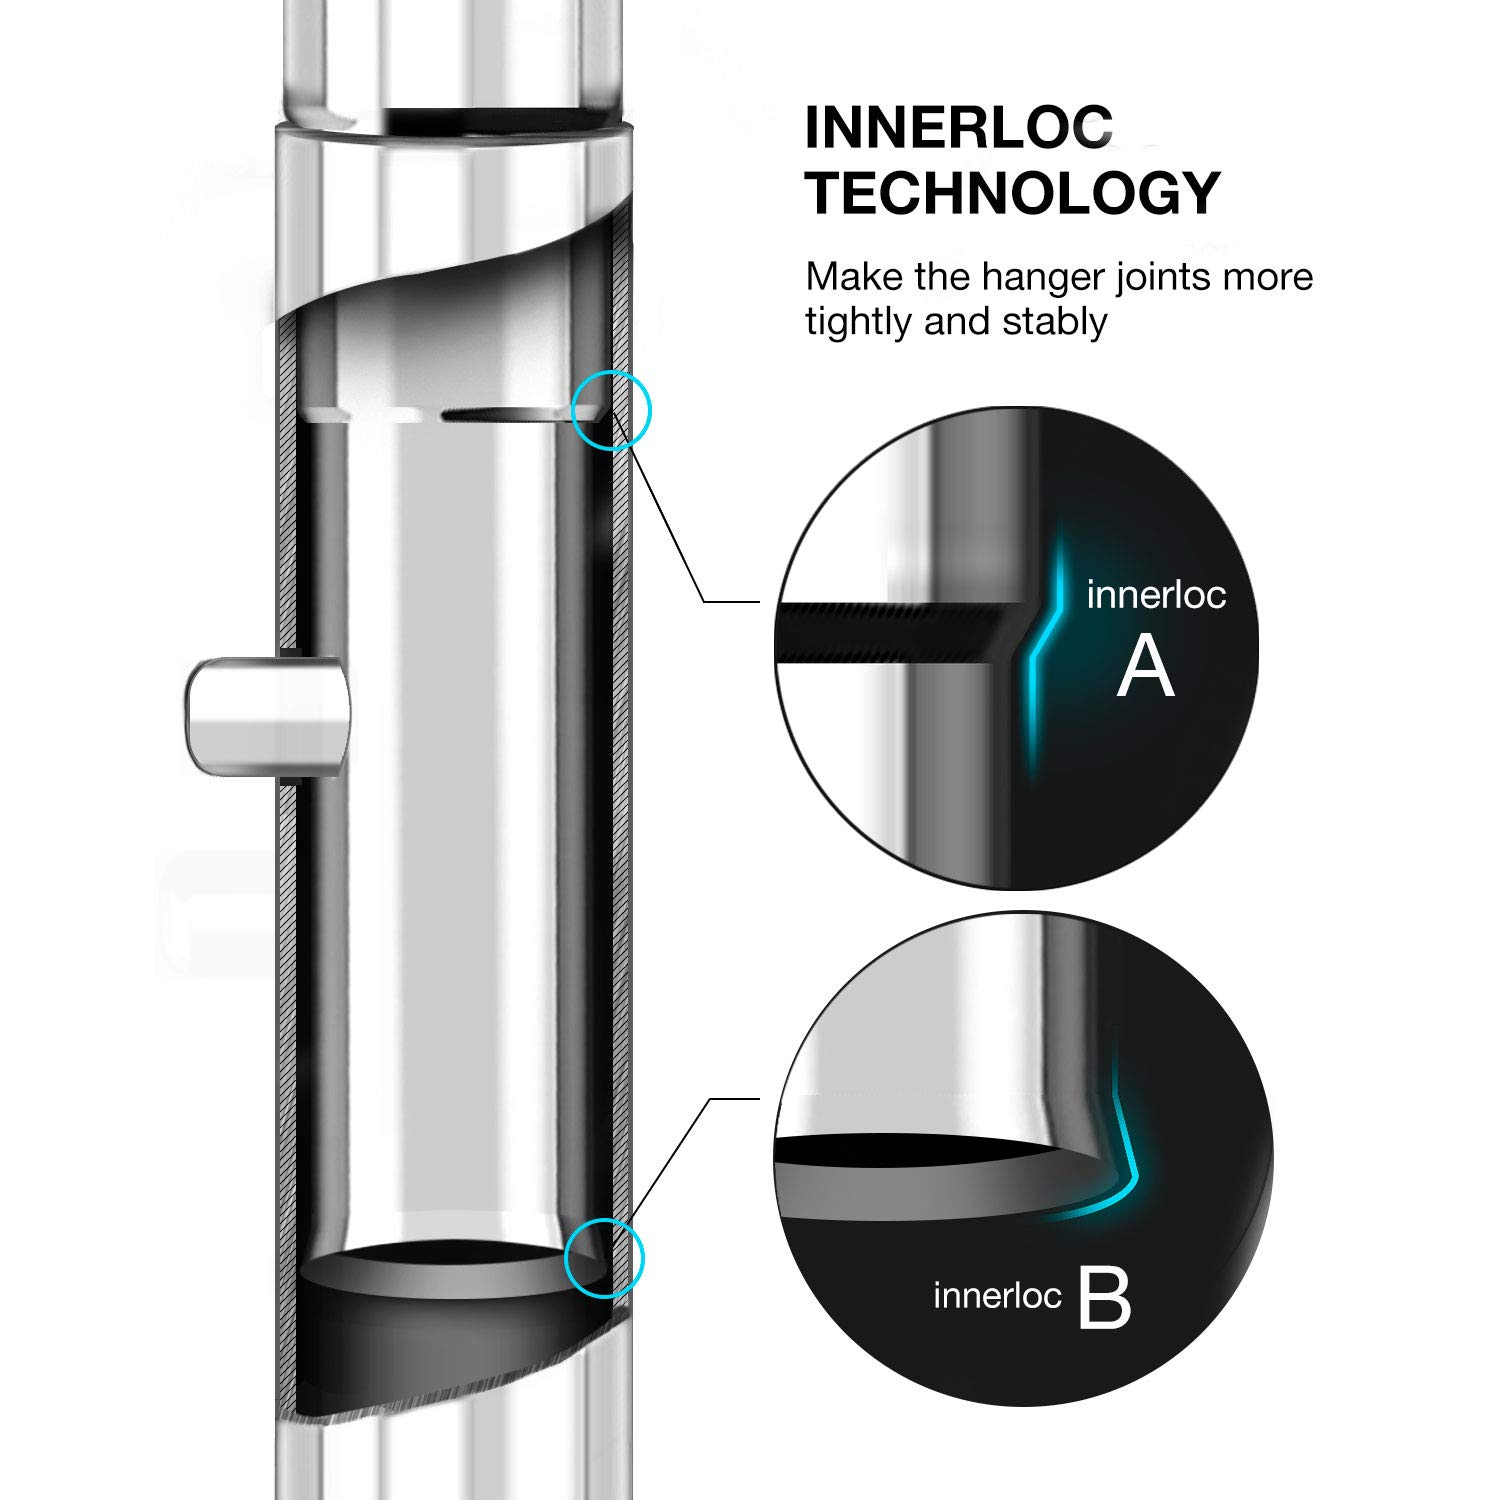 INNERLOC
TECHNOLOGY
Make the hanger joints more
tightly and stably
innerloc
A
innerloc B